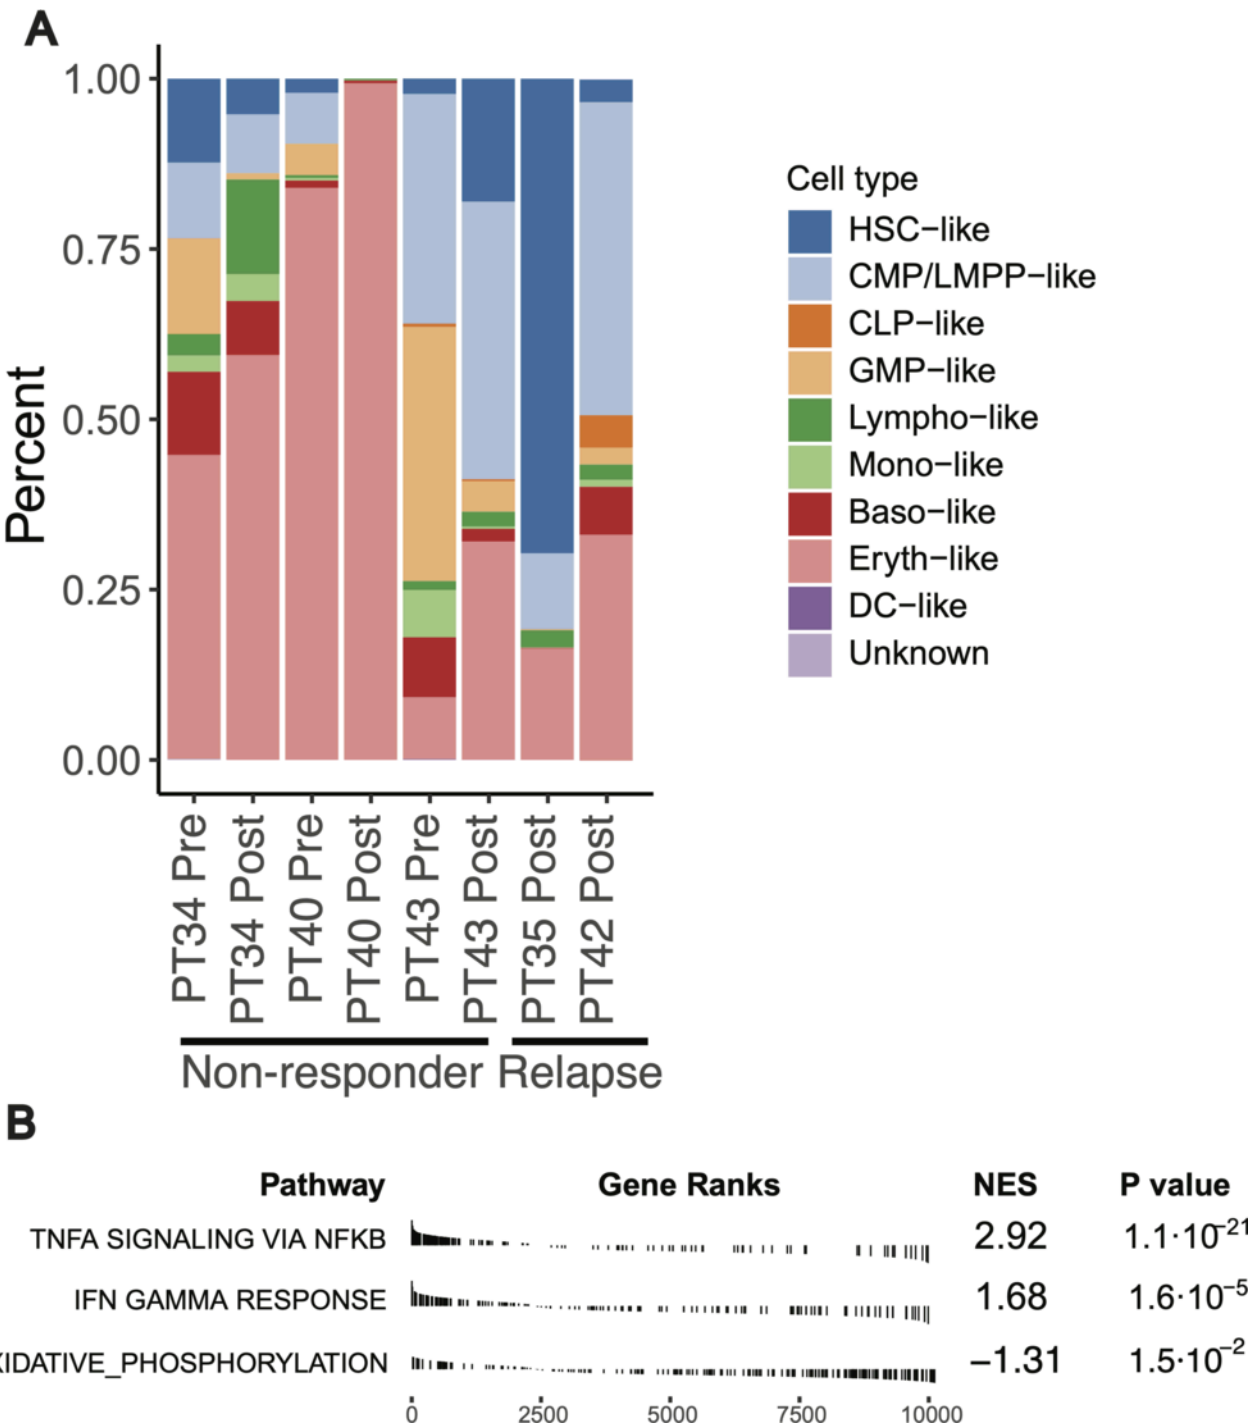 A
Percent
1.00
0.75
0.50
0.25
0.00
PT34 Pre
PT34 Post
PT40 Pre
PT40 Post
PT43 Pre
PT43 Post
PT35 Post
PT42 Post
Non-responder Relapse
Cell type
HSC−like
CMP/LMPP−like
CLP−like
GMP−like
Lympho−like
Mono−like
Baso−like
Eryth−like
DC−like
Unknown
B
Pathway Gene Ranks NES P value
TNFA SIGNALING VIA NFKB 2.92 1.1·10⁻²¹
IFN GAMMA RESPONSE 1.68 1.6·10⁻⁵
XIDATIVE_PHOSPHORYLATION −1.31 1.5·10⁻²
0 2500 5000 7500 10000